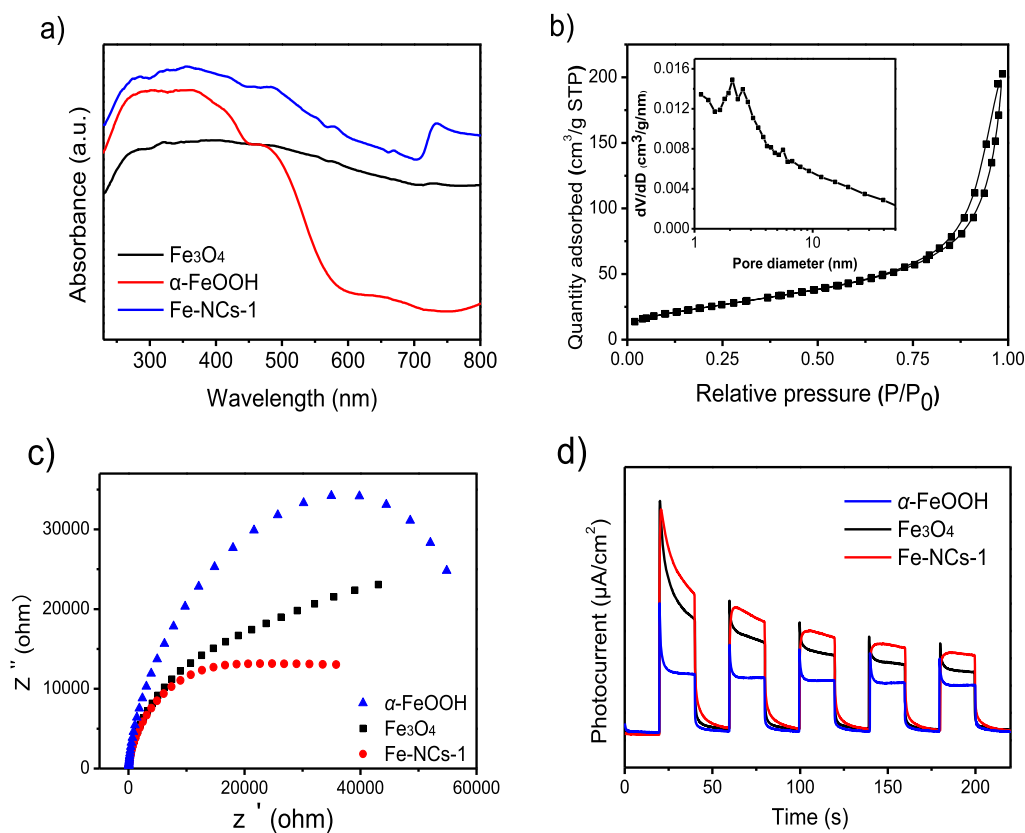 a)
Absorbance (a.u.)
Fe3O4
α-FeOOH
Fe-NCs-1
300 400 500 600 700 800
Wavelength (nm)
b)
Quantity adsorbed (cm³/g STP)
200
150
100
50
0
0.00 0.25 0.50 0.75 1.00
Relative pressure (P/P0)
dV/dD (cm³/g/nm)
0.016
0.012
0.008
0.004
0.000
1 10
Pore diameter (nm)
c)
Z'' (ohm)
30000
20000
10000
0
0 20000 40000 60000
z ' (ohm)
α-FeOOH
Fe3O4
Fe-NCs-1
d)
Photocurrent (μA/cm²)
α-FeOOH
Fe3O4
Fe-NCs-1
0 50 100 150 200
Time (s)